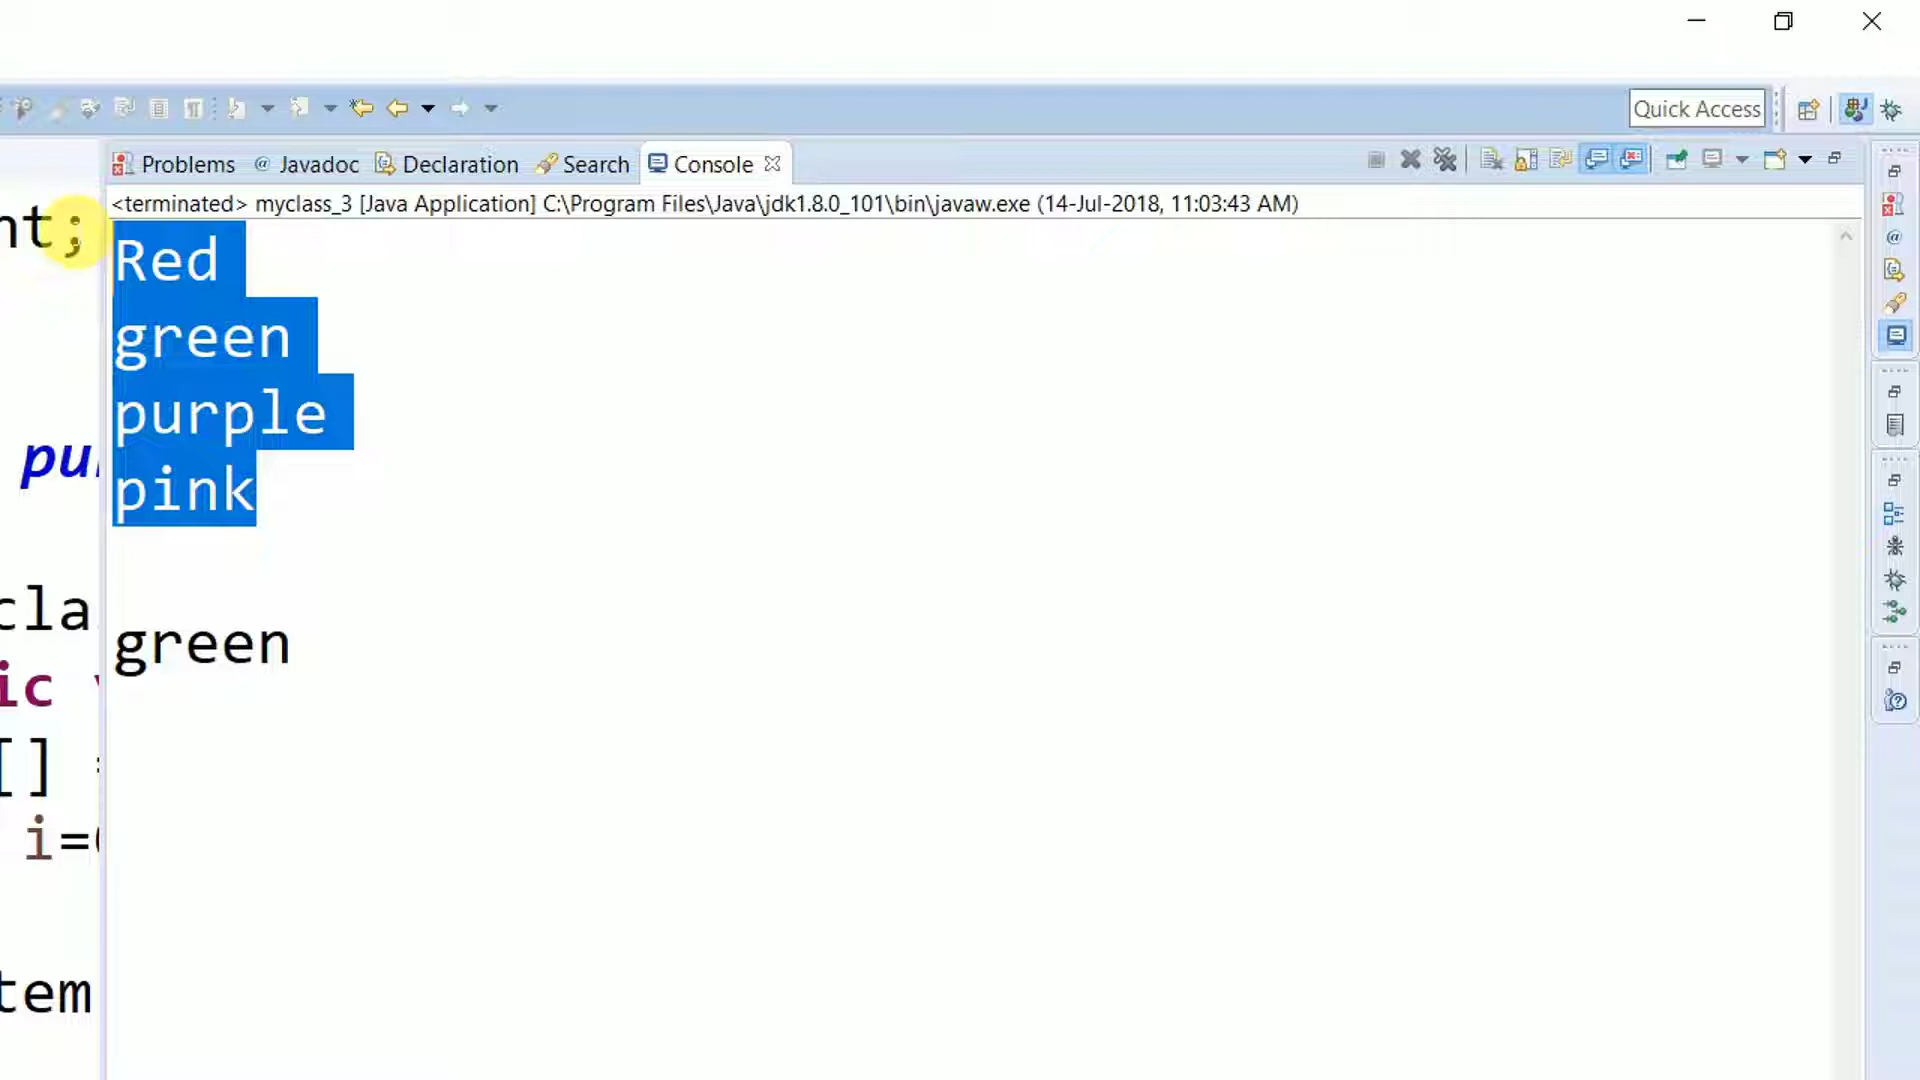 Quick Access
Problems @ Javadoc Declaration Search Console
<terminated> myclass_3 [Java Application] C:\Program Files\Java\jdk1.8.0_101\bin\javaw.exe (14-Jul-2018, 11:03:43 AM)
nt;
Red
green
purple
pu
pink
cla
green
ic
[] =
i=
tem